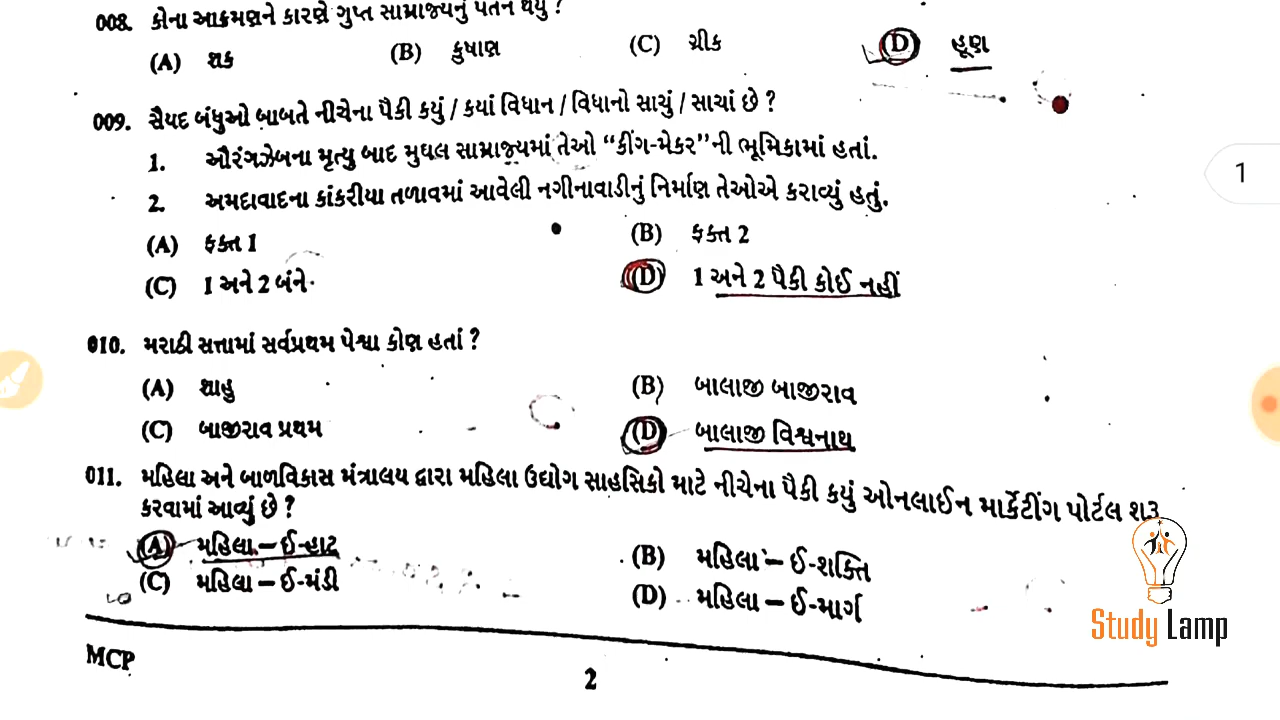 008. કોના આક્રમણને કારણે ગુપ્ત સામ્રાજ્યનું પતન થયું ?
(A) શક (B) કુષાણ (C) ગ્રીક (D) હૂણ
009. સૈયદ બંધુઓ બાબતે નીચેના પૈકી કયું / કયાં વિધાન / વિધાનો સાચું / સાચાં છે ?
1. ઔરંગઝેબના મૃત્યુ બાદ મુઘલ સામ્રાજ્યમાં તેઓ “કીંગ-મેકર”ની ભૂમિકામાં હતાં.
1
2. અમદાવાદના કાંકરીયા તળાવમાં આવેલી નગીનાવાડીનું નિર્માણ તેઓએ કરાવ્યું હતું.
(A) ફક્ત 1 (B) ફક્ત 2
(C) 1 અને 2 બંને (D) 1 અને 2 પૈકી કોઈ નહીં
010. મરાઠી સત્તામાં સર્વપ્રથમ પેશ્વા કોણ હતાં ?
(A) શાહુ (B) બાલાજી બાજીરાવ
(C) બાજીરાવ પ્રથમ (D) બાલાજી વિશ્વનાથ
011. મહિલા અને બાળવિકાસ મંત્રાલય દ્વારા મહિલા ઉદ્યોગ સાહસિકો માટે નીચેના પૈકી કયું ઓનલાઈન માર્કેટીંગ પોર્ટલ શરૂ
કરવામાં આવ્યું છે ?
(A) મહિલા – ઈ-હાટ (B) મહિલા – ઈ-શક્તિ
(C) મહિલા – ઈ-મંડી (D) મહિલા – ઈ-માર્ગ
Study Lamp
MCP
2